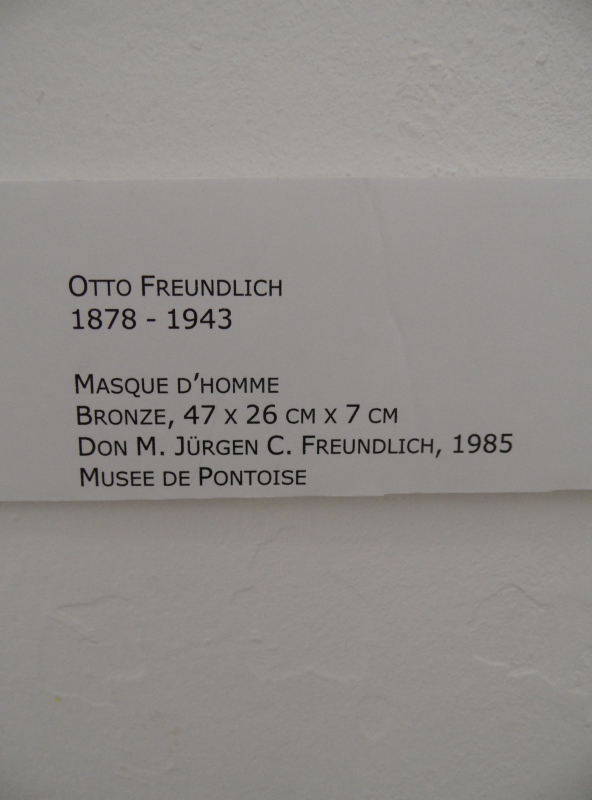 Otto Freundlich
1878 - 1943
Masque d'homme
Bronze, 47 x 26 cm x 7 cm
Don M. Jürgen C. Freundlich, 1985
Musee de Pontoise